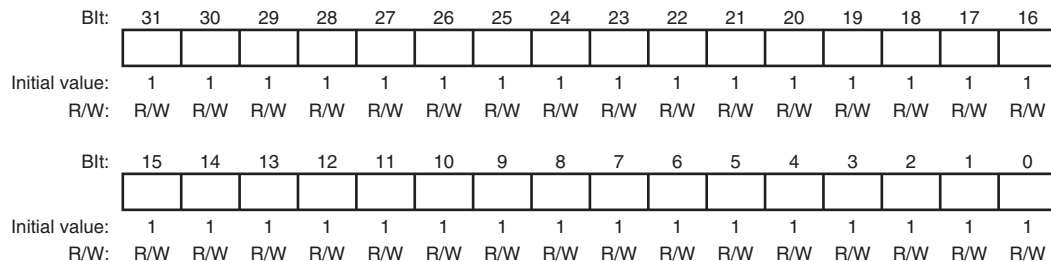 BIt: 31 30 29 28 27 26 25 24 23 22 21 20 19 18 17 16
Initial value: 1 1 1 1 1 1 1 1 1 1 1 1 1 1 1 1
R/W: R/W R/W R/W R/W R/W R/W R/W R/W R/W R/W R/W R/W R/W R/W R/W R/W
BIt: 15 14 13 12 11 10 9 8 7 6 5 4 3 2 1 0
Initial value: 1 1 1 1 1 1 1 1 1 1 1 1 1 1 1 1
R/W: R/W R/W R/W R/W R/W R/W R/W R/W R/W R/W R/W R/W R/W R/W R/W R/W